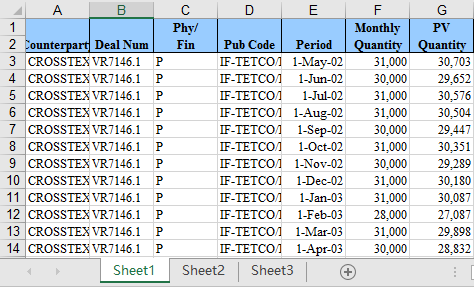 A B C D E F G
1 Phy/ Monthly PV
2 Counterpart Deal Num Fin Pub Code Period Quantity Quantity
3 CROSSTEX VR7146.1 P IF-TETCO/ 1-May-02 31,000 30,703
4 CROSSTEX VR7146.1 P IF-TETCO/ 1-Jun-02 30,000 29,652
5 CROSSTEX VR7146.1 P IF-TETCO/ 1-Jul-02 31,000 30,576
6 CROSSTEX VR7146.1 P IF-TETCO/ 1-Aug-02 31,000 30,504
7 CROSSTEX VR7146.1 P IF-TETCO/ 1-Sep-02 30,000 29,447
8 CROSSTEX VR7146.1 P IF-TETCO/ 1-Oct-02 31,000 30,351
9 CROSSTEX VR7146.1 P IF-TETCO/ 1-Nov-02 30,000 29,289
10 CROSSTEX VR7146.1 P IF-TETCO/ 1-Dec-02 31,000 30,180
11 CROSSTEX VR7146.1 P IF-TETCO/ 1-Jan-03 31,000 30,087
12 CROSSTEX VR7146.1 P IF-TETCO/ 1-Feb-03 28,000 27,087
13 CROSSTEX VR7146.1 P IF-TETCO/ 1-Mar-03 31,000 29,898
14 CROSSTEX VR7146.1 P IF-TETCO/ 1-Apr-03 30,000 28,832
Sheet1 Sheet2 Sheet3